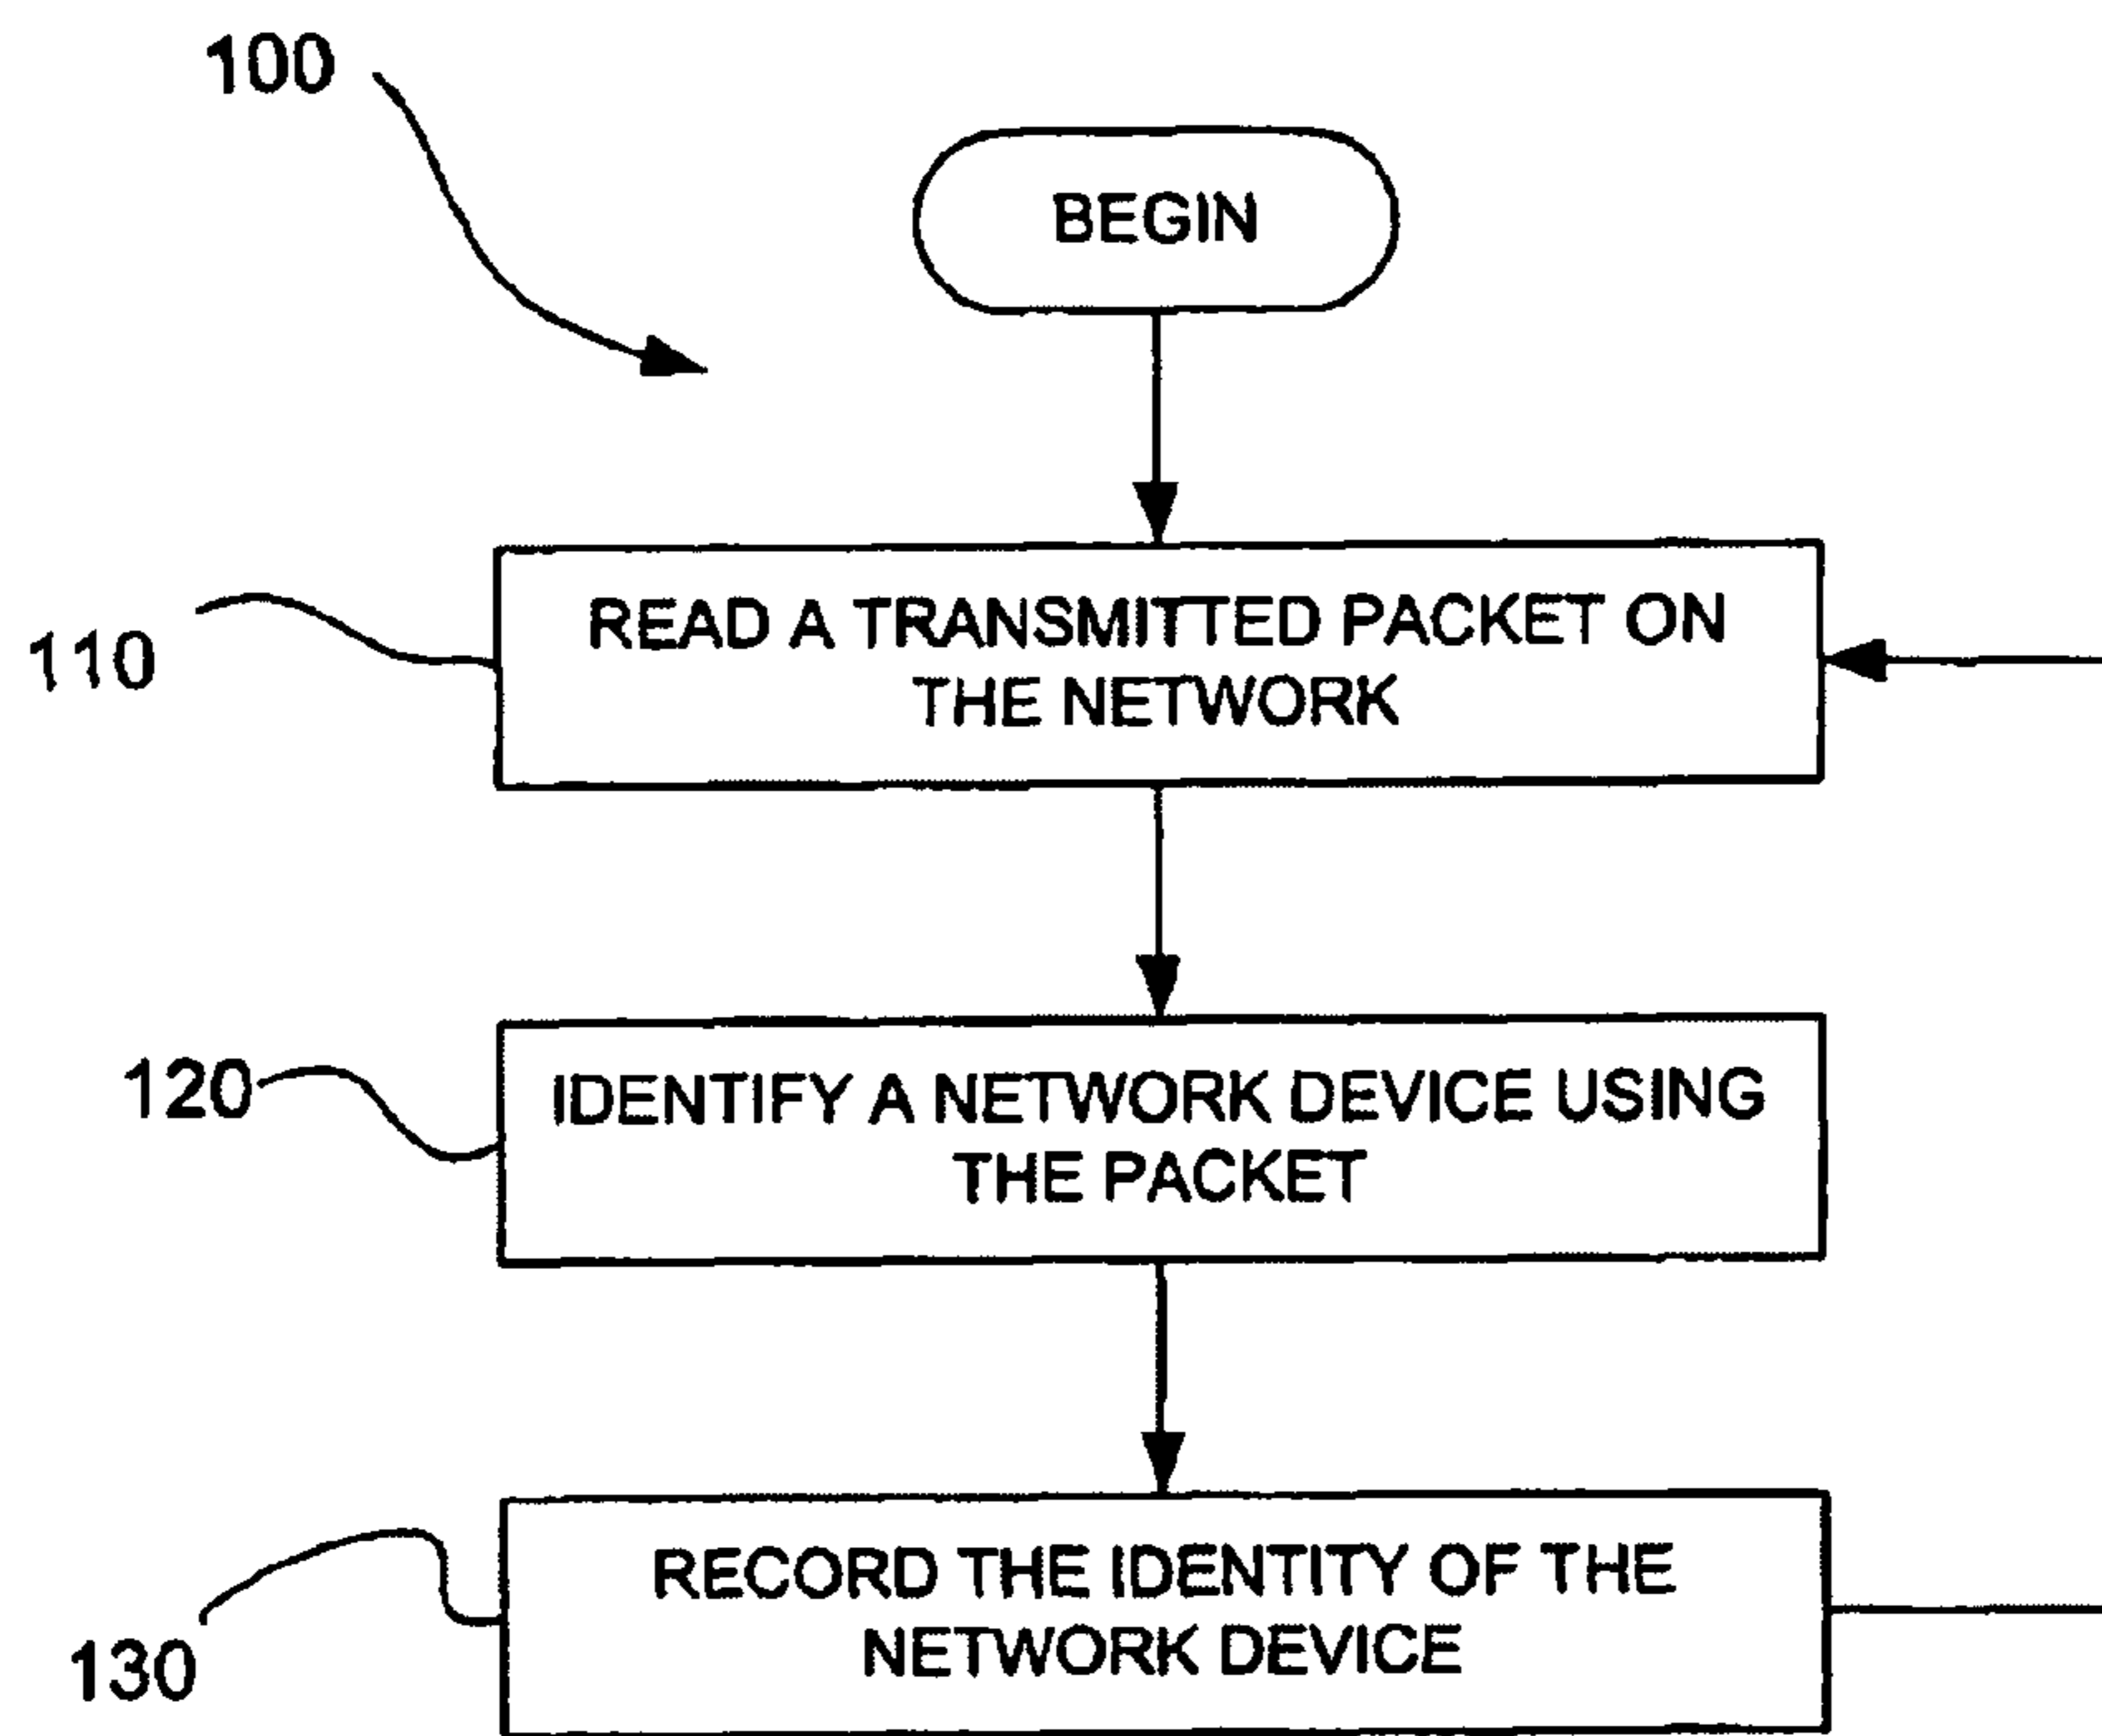 100
BEGIN
READ A TRANSMITTED PACKET ON
THE NETWORK
110
120
IDENTIFY A NETWORK DEVICE USING
THE PACKET
RECORD THE IDENTITY OF THE
NETWORK DEVICE
130